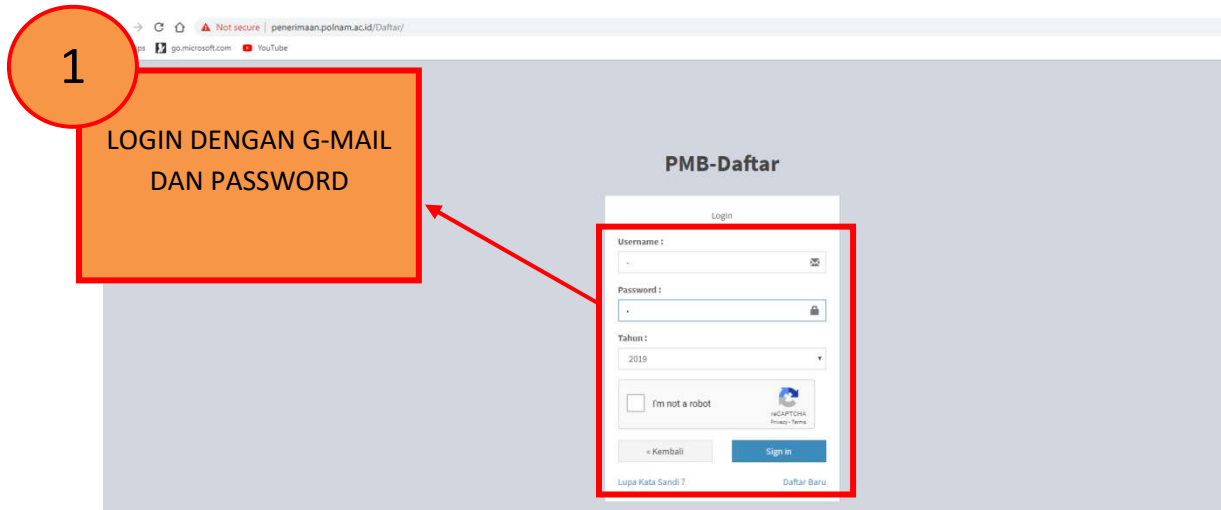 Not secure | penerimaan.polnam.ac.id/Daftar/
go.microsoft.com YouTube
1
LOGIN DENGAN G-MAIL
DAN PASSWORD
PMB-Daftar
Login
Username :
-
Password :
Tahun :
2019
I'm not a robot
reCAPTCHA
Privacy - Terms
« Kembali
Sign in
Lupa Kata Sandi ?
Daftar Baru